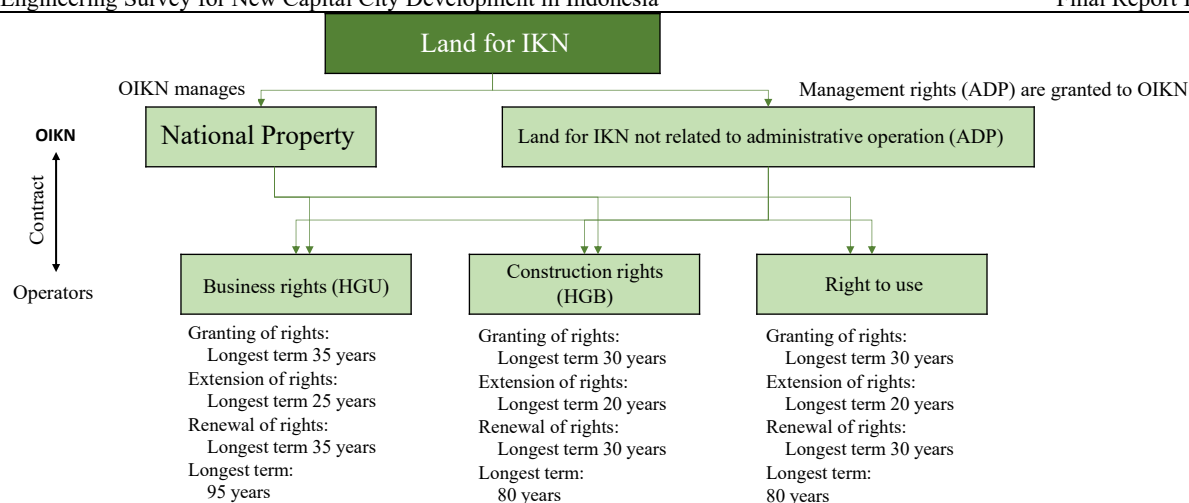 Engineering Survey for New Capital City Development in Indonesia
Final Report
Land for IKN
OIKN manages
Management rights (ADP) are granted to OIKN
OIKN
Contract
Operators
National Property
Land for IKN not related to administrative operation (ADP)
Business rights (HGU)
Granting of rights:
Longest term 35 years
Extension of rights:
Longest term 25 years
Renewal of rights:
Longest term 35 years
Longest term:
95 years
Construction rights
(HGB)
Granting of rights:
Longest term 30 years
Extension of rights:
Longest term 20 years
Renewal of rights:
Longest term 30 years
Longest term:
80 years
Right to use
Granting of rights:
Longest term 30 years
Extension of rights:
Longest term 20 years
Renewal of rights:
Longest term 30 years
Longest term:
80 years